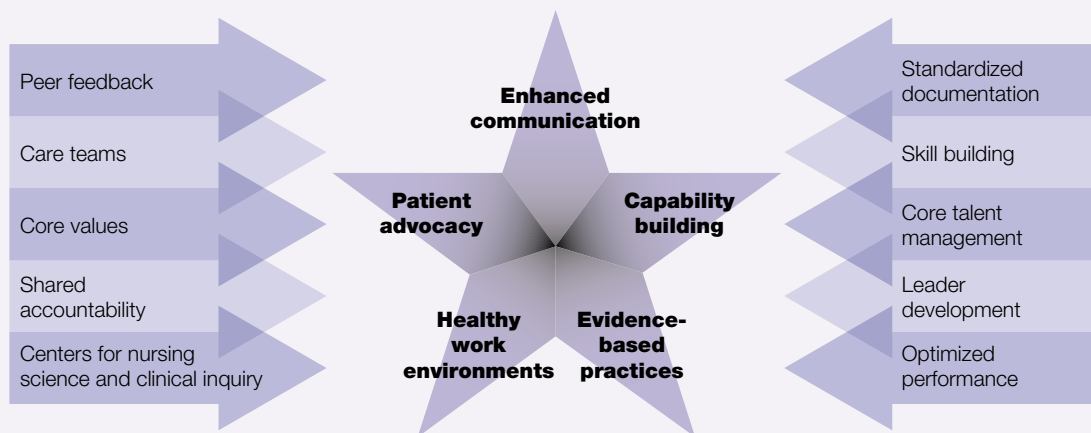 Peer feedback
Care teams
Core values
Shared
accountability
Centers for nursing
science and clinical inquiry
Enhanced
communication
Patient
advocacy
Capability
building
Healthy
work
environments
Evidence-
based
practices
Standardized
documentation
Skill building
Core talent
management
Leader
development
Optimized
performance